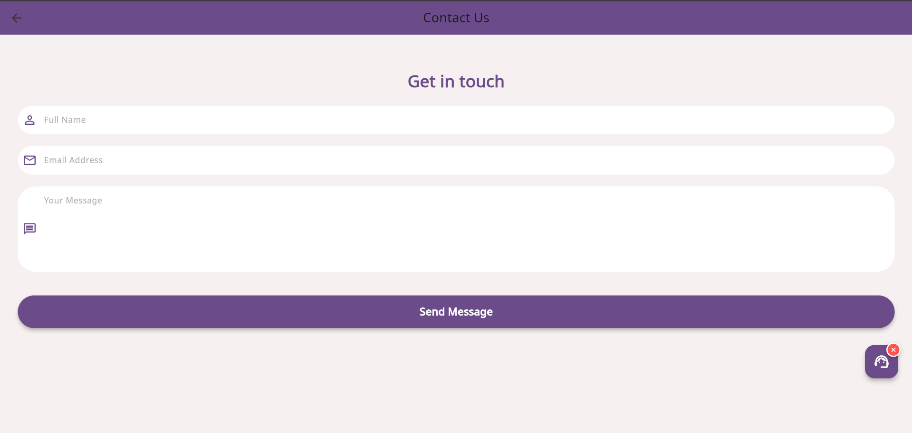 Contact Us
Get in touch
Full Name
Email Address
Your Message
Send Message